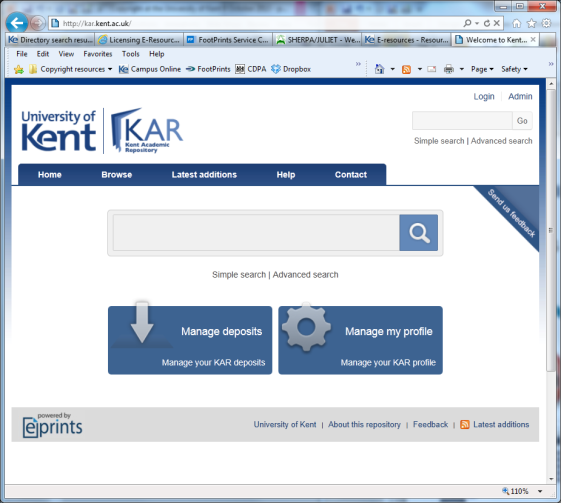 http://kar.kent.ac.uk/
Directory search resu...
Licensing E-Resourc...
FootPrints Service C...
SHERPA/JULIET - We...
E-resources - Resour...
Welcome to Kent...
File Edit View Favorites Tools Help
Copyright resources Campus Online FootPrints CDPA Dropbox
Page Safety
Login Admin
University of
Kent
KAR
Kent Academic
Repository
Go
Simple search | Advanced search
Home Browse Latest additions Help Contact
Send us feedback
Simple search | Advanced search
Manage deposits
Manage your KAR deposits
Manage my profile
Manage your KAR profile
powered by
eprints
University of Kent | About this repository | Feedback | Latest additions
110%